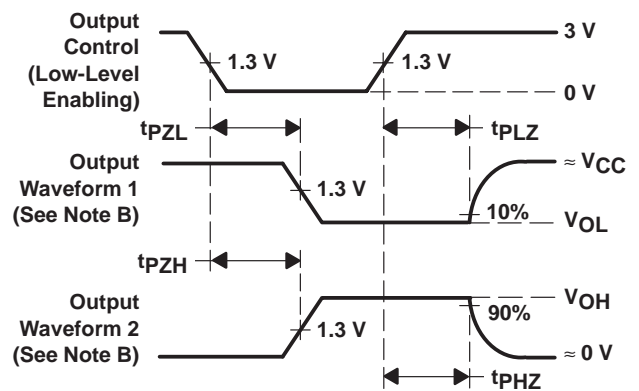 Output
Control
(Low-Level
Enabling)
1.3 V
1.3 V
3 V
0 V
tPZL
tPLZ
Output
Waveform 1
(See Note B)
1.3 V
≈ VCC
10%
VOL
tPZH
Output
Waveform 2
(See Note B)
1.3 V
VOH
90%
≈ 0 V
tPHZ